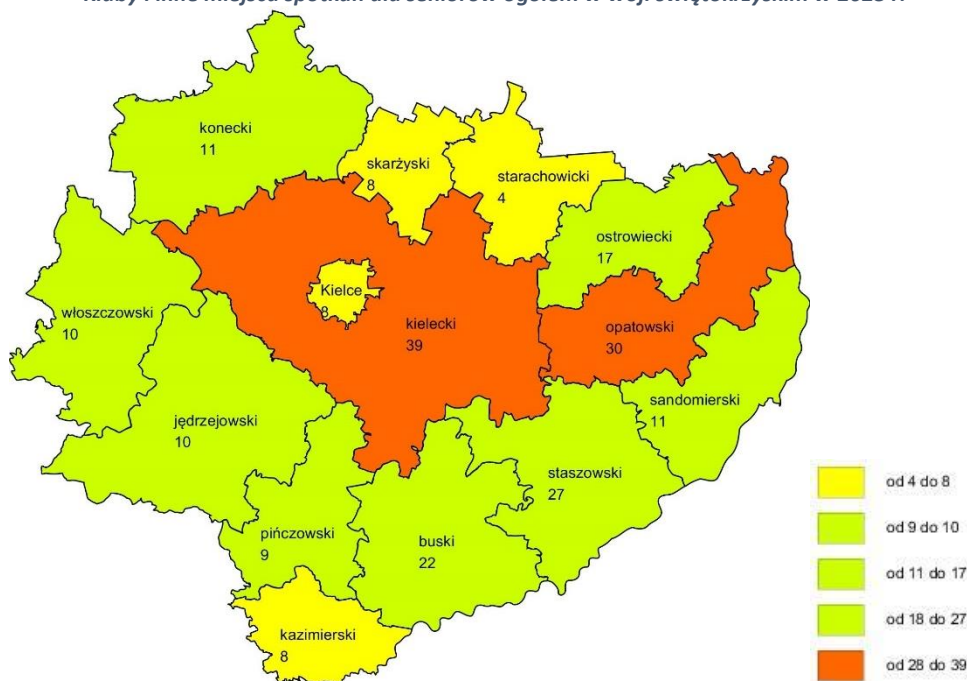 konecki
11
skarżyski
8
starachowicki
4
ostrowiecki
17
włoszczowski
10
Kielce
8
kielecki
39
opatowski
30
jędrzejowski
10
sandomierski
11
staszowski
27
pińczowski
9
buski
22
kazimierski
8
od 4 do 8
od 9 do 10
od 11 do 17
od 18 do 27
od 28 do 39